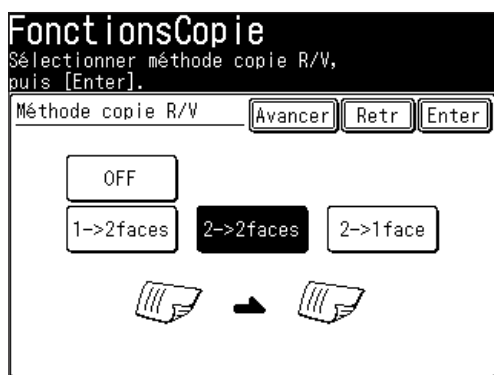 FonctionsCopie
Sélectionner méthode copie R/V,
puis [Enter].
Méthode copie R/V Avancer Retr Enter
OFF
1->2faces 2->2faces 2->1face